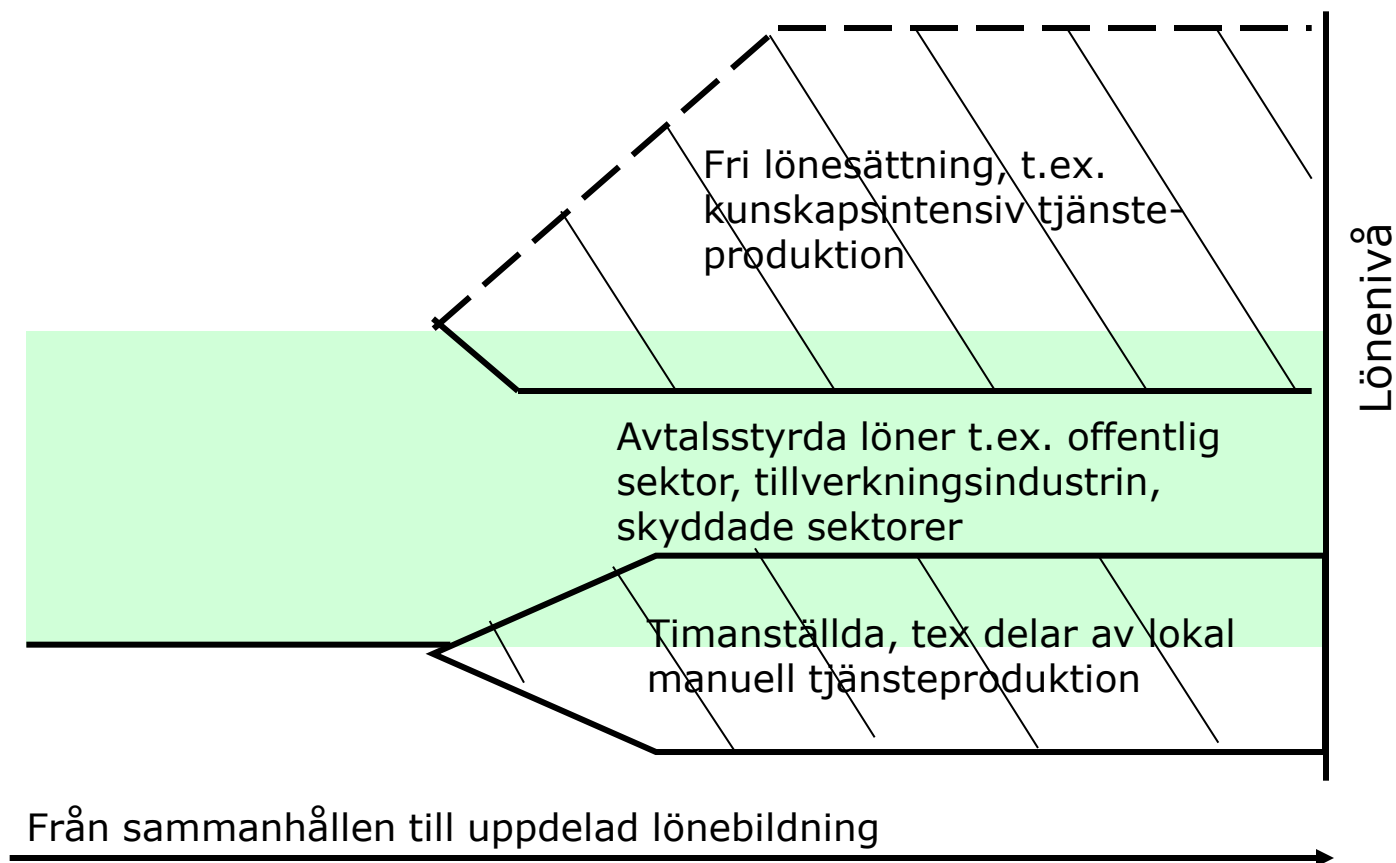 Fri lönesättning, t.ex.
kunskapsintensiv tjänste-
produktion
Lönenivå
Avtalsstyrda löner t.ex. offentlig
sektor, tillverkningsindustrin,
skyddade sektorer
Timanställda, tex delar av lokal
manuell tjänsteproduktion
Från sammanhållen till uppdelad lönebildning